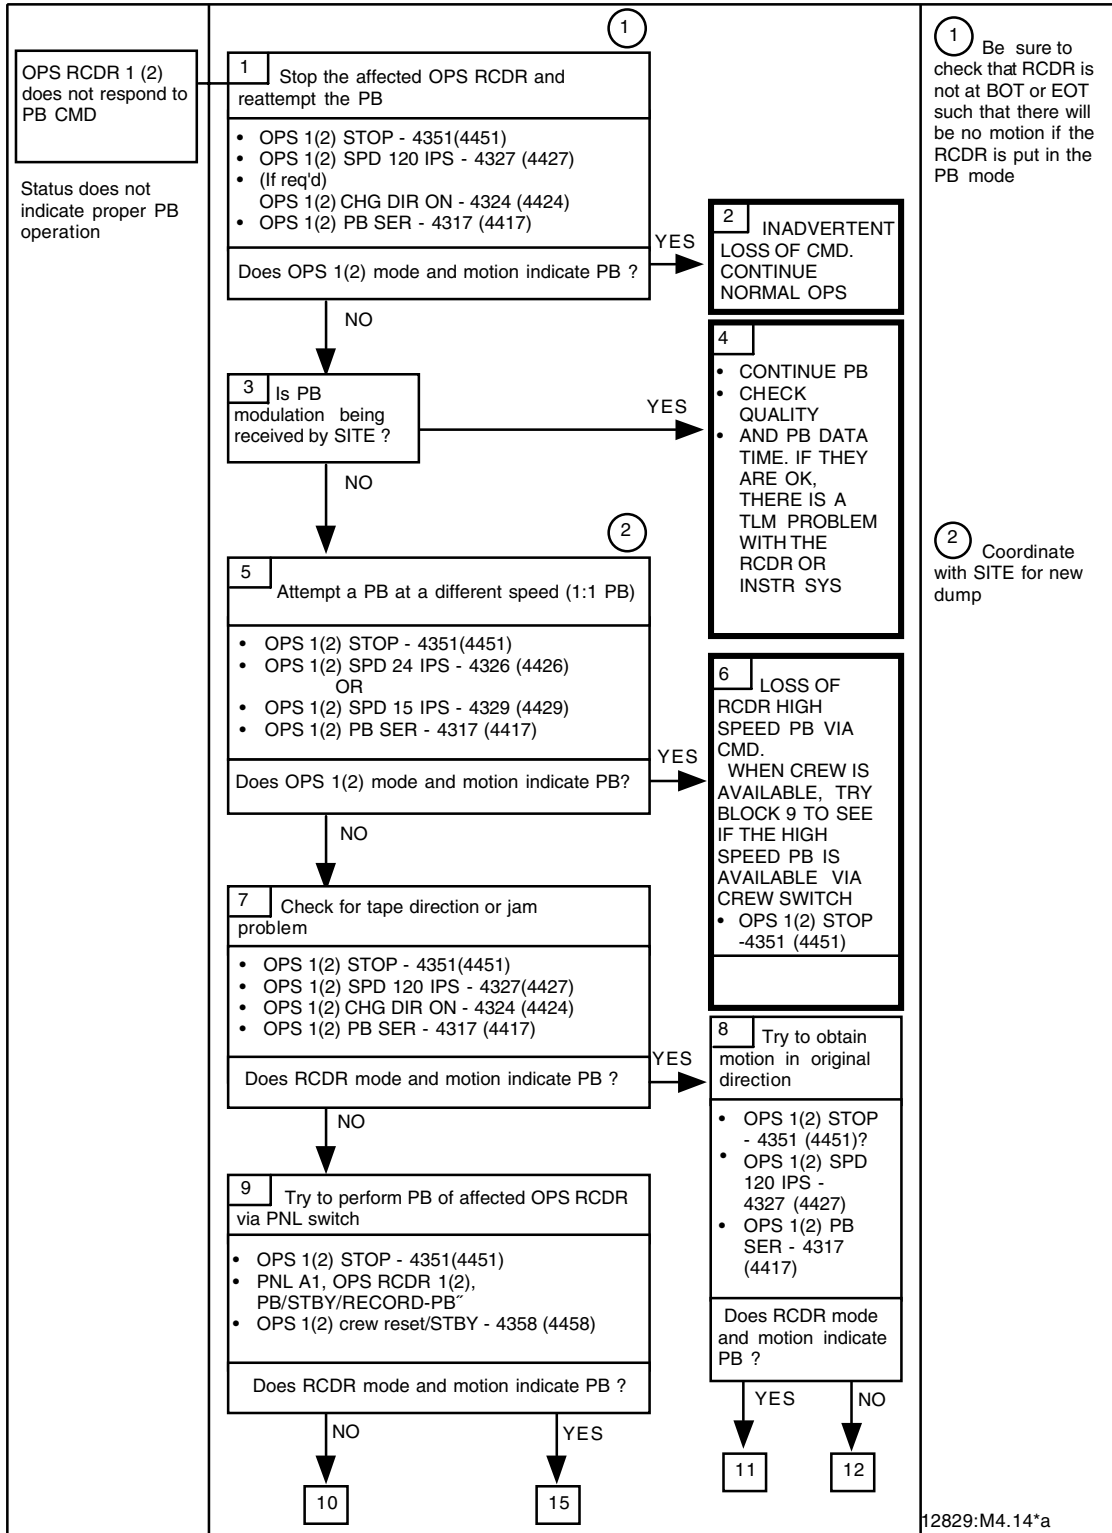 OPS RCDR 1 (2)
does not respond to
PB CMD
Status does not
indicate proper PB
operation
1
1 Stop the affected OPS RCDR and
reattempt the PB
• OPS 1(2) STOP - 4351(4451)
• OPS 1(2) SPD 120 IPS - 4327 (4427)
• (If req'd)
OPS 1(2) CHG DIR ON - 4324 (4424)
• OPS 1(2) PB SER - 4317 (4417)
Does OPS 1(2) mode and motion indicate PB ?
YES
NO
2 INADVERTENT
LOSS OF CMD.
CONTINUE
NORMAL OPS
3 Is PB
modulation being
received by SITE ?
YES
NO
4
• CONTINUE PB
• CHECK
QUALITY
• AND PB DATA
TIME. IF THEY
ARE OK,
THERE IS A
TLM PROBLEM
WITH THE
RCDR OR
INSTR SYS
2
5
Attempt a PB at a different speed (1:1 PB)
• OPS 1(2) STOP - 4351(4451)
• OPS 1(2) SPD 24 IPS - 4326 (4426)
OR
• OPS 1(2) SPD 15 IPS - 4329 (4429)
• OPS 1(2) PB SER - 4317 (4417)
Does OPS 1(2) mode and motion indicate PB?
YES
NO
6 LOSS OF
RCDR HIGH
SPEED PB VIA
CMD.
WHEN CREW IS
AVAILABLE, TRY
BLOCK 9 TO SEE
IF THE HIGH
SPEED PB IS
AVAILABLE VIA
CREW SWITCH
• OPS 1(2) STOP
-4351 (4451)
7 Check for tape direction or jam
problem
• OPS 1(2) STOP - 4351(4451)
• OPS 1(2) SPD 120 IPS - 4327(4427)
• OPS 1(2) CHG DIR ON - 4324 (4424)
• OPS 1(2) PB SER - 4317 (4417)
Does RCDR mode and motion indicate PB ?
YES
NO
8 Try to obtain
motion in original
direction
• OPS 1(2) STOP
- 4351 (4451)?
• OPS 1(2) SPD
120 IPS -
4327 (4427)
• OPS 1(2) PB
SER - 4317
(4417)
Does RCDR mode
and motion indicate
PB ?
YES
NO
11
12
9 Try to perform PB of affected OPS RCDR
via PNL switch
• OPS 1(2) STOP - 4351(4451)
• PNL A1, OPS RCDR 1(2),
PB/STBY/RECORD-PB˝
• OPS 1(2) crew reset/STBY - 4358 (4458)
Does RCDR mode and motion indicate PB ?
NO
YES
10
15
1 Be sure to
check that RCDR is
not at BOT or EOT
such that there will
be no motion if the
RCDR is put in the
PB mode
2 Coordinate
with SITE for new
dump
12829:M4.14*a